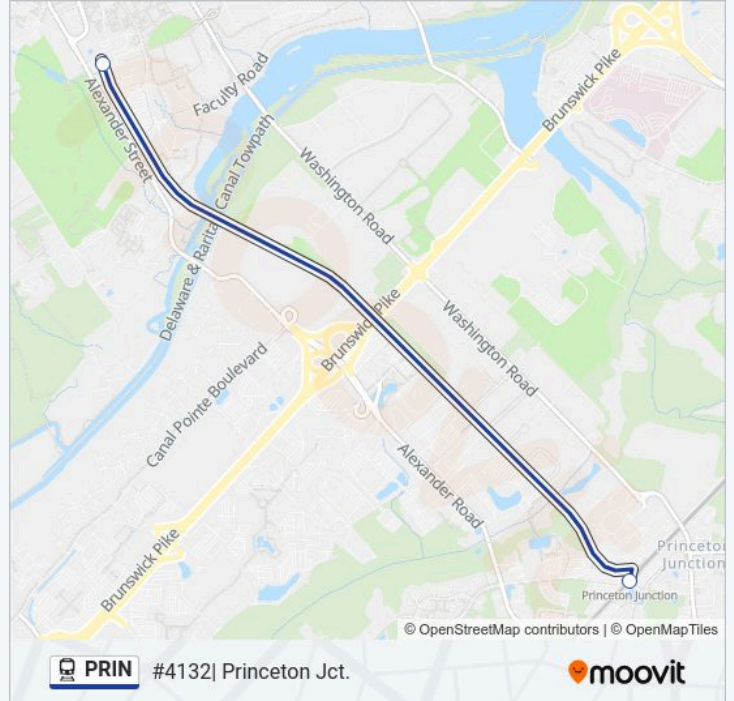 Faculty Road
Alexander Street
Brunswick Pike
Delaware & Raritan Canal Towpath
Washington Road
Brunswick Pike
Washington Road
Canal Pointe Boulevard
Alexander Road
Brunswick Pike
Princeton
Junction
Princeton Junction
© OpenStreetMap contributors | © OpenMapTiles
PRIN #4132| Princeton Jct.
moovit